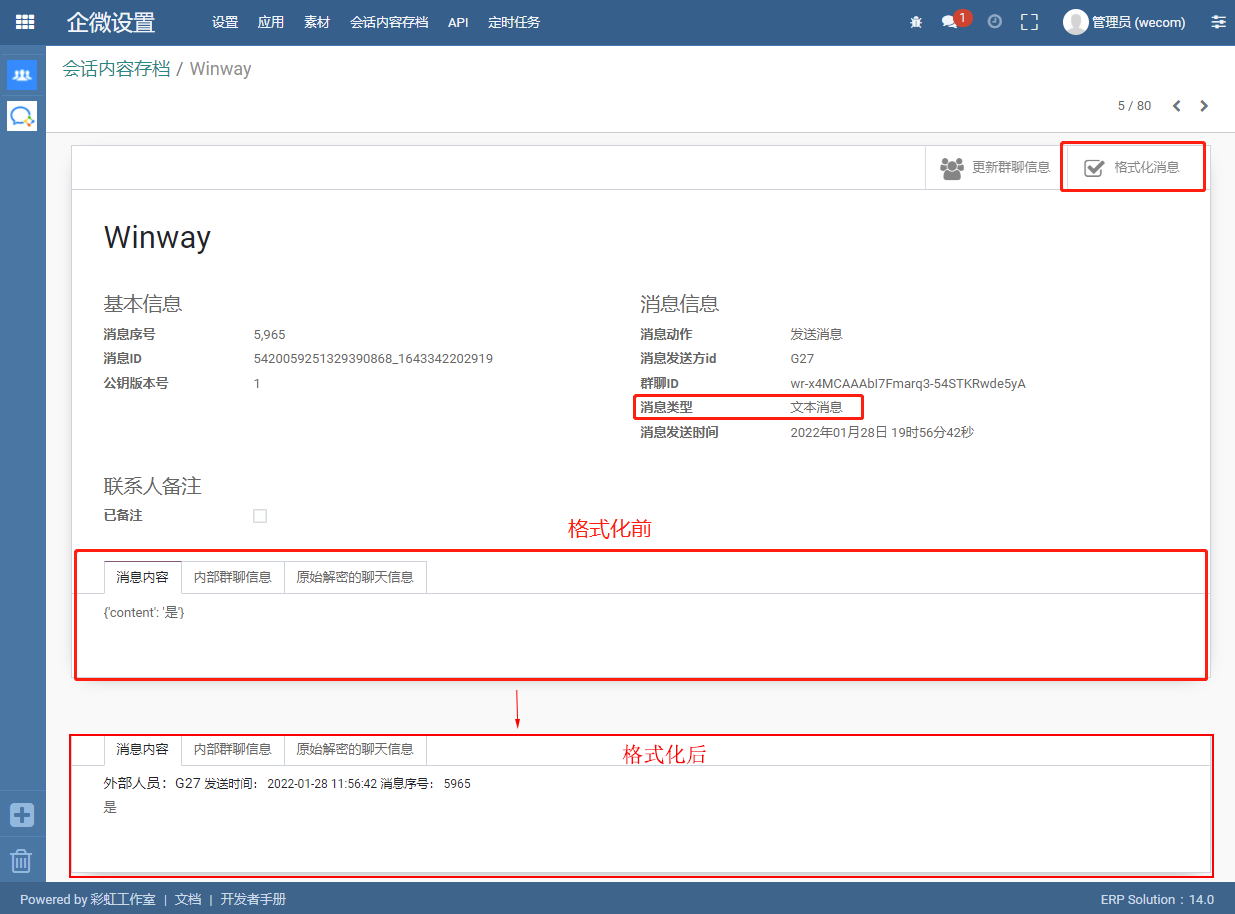 企微设置 设置 应用 素材 会话内容存档 API 定时任务 1 管理员 (wecom)
会话内容存档 / Winway
5 / 80
更新群聊信息 格式化消息
Winway
基本信息 消息信息
消息序号 5,965 消息动作 发送消息
消息ID 5420059251329390868_1643342202919 消息发送方id G27
公钥版本号 1 群聊ID wr-x4MCAAAbI7Fmarq3-54STKRwde5yA
消息类型 文本消息
消息发送时间 2022年01月28日 19时56分42秒
联系人备注
已备注
格式化前
消息内容 内部群聊信息 原始解密的聊天信息
{'content': '是'}
消息内容 内部群聊信息 原始解密的聊天信息 格式化后
外部人员：G27 发送时间： 2022-01-28 11:56:42 消息序号： 5965
是
Powered by 彩虹工作室 | 文档 | 开发者手册 ERP Solution：14.0